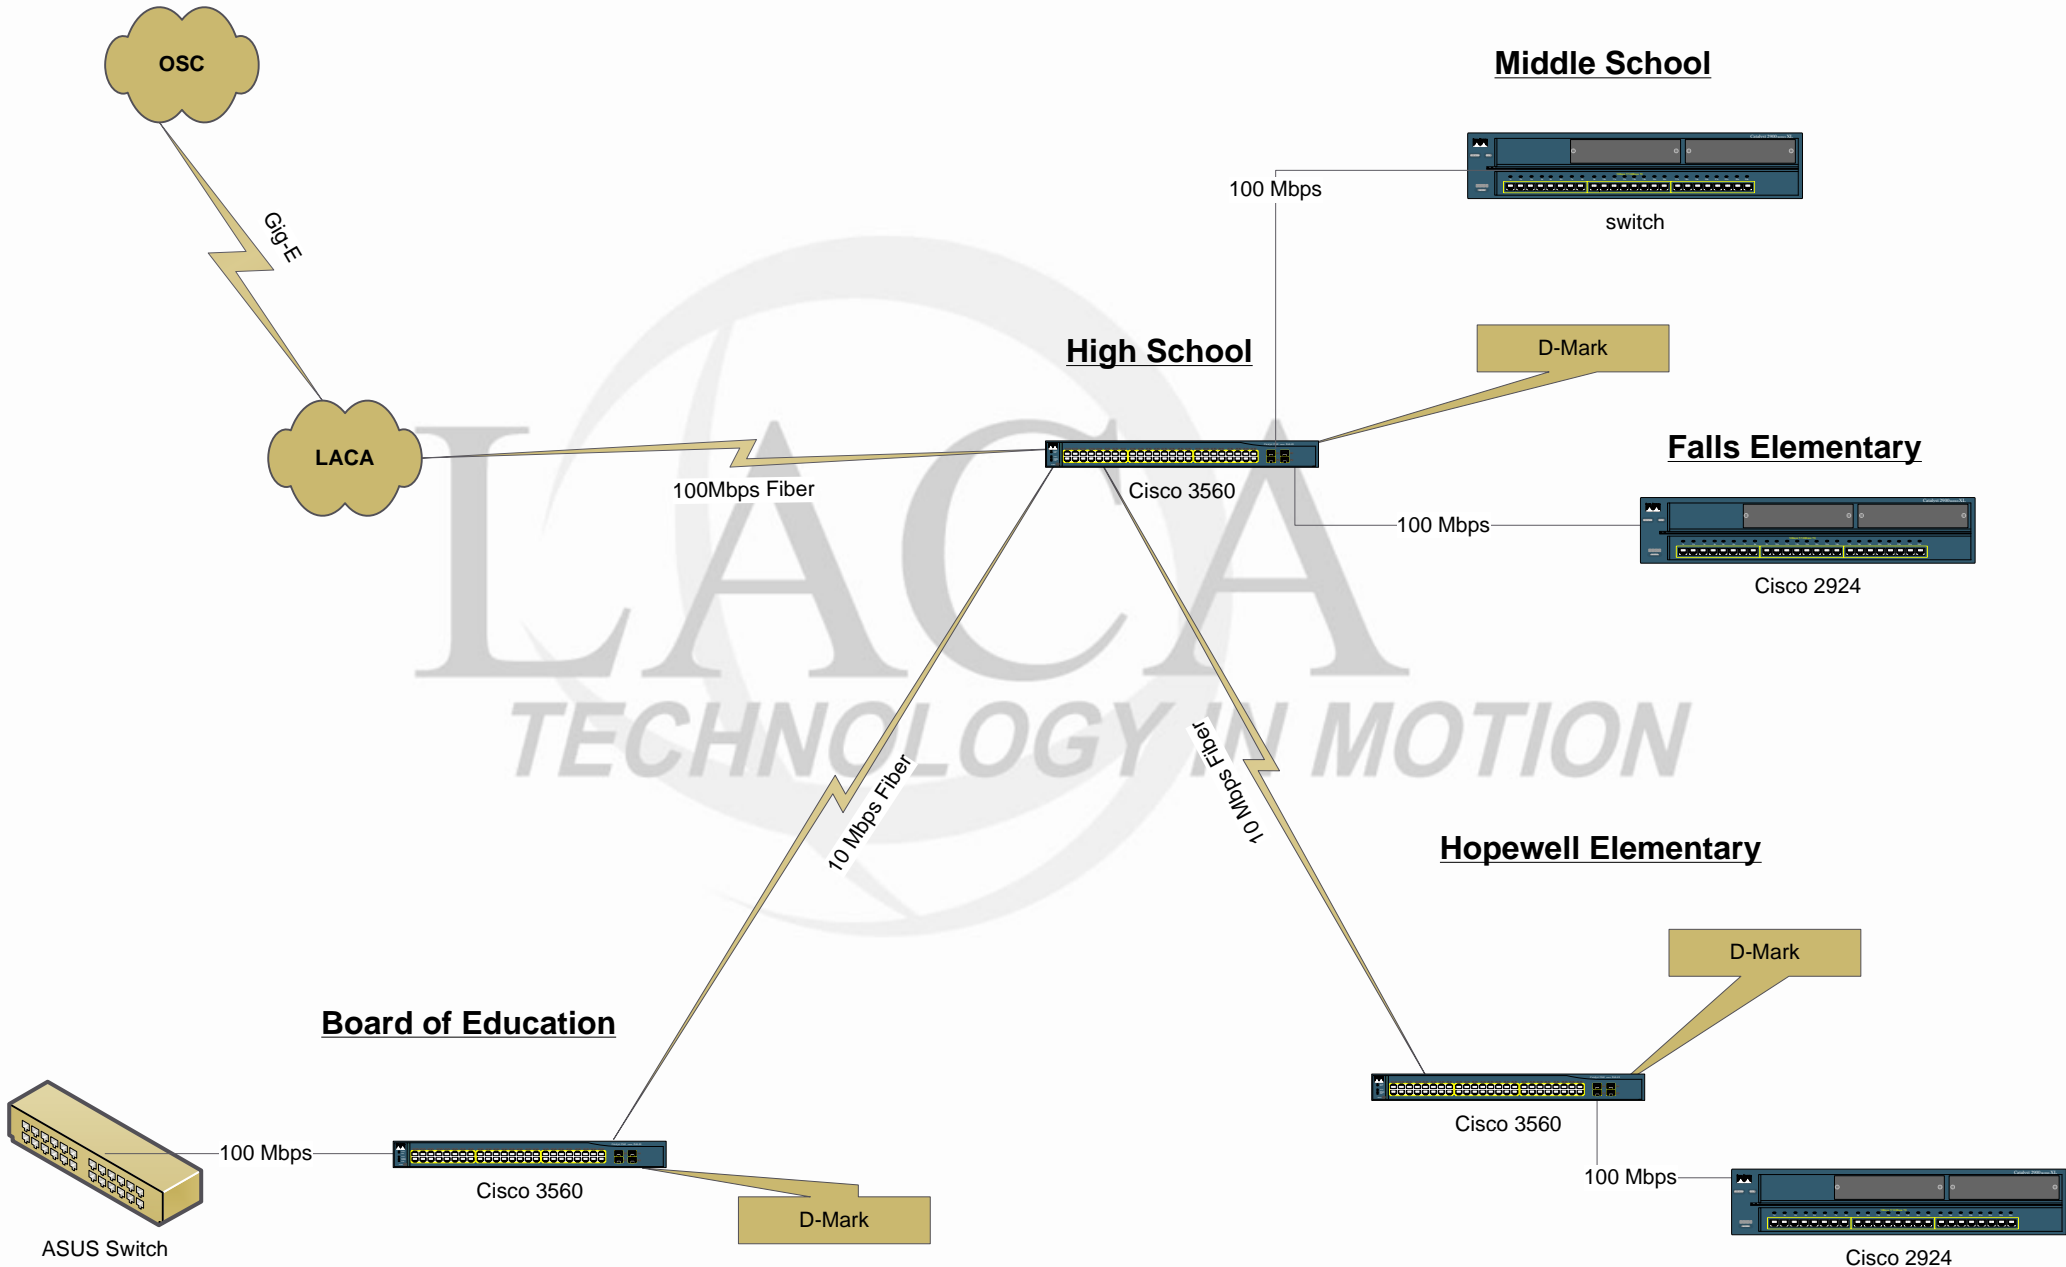 OSC
Middle School
100 Mbps
switch
Gig-E
High School
D-Mark
LACA
100Mbps Fiber
Cisco 3560
Falls Elementary
100 Mbps
Cisco 2924
LACA
TECHNOLOGY IN MOTION
10 Mbps Fiber
10 Mbps Fiber
Hopewell Elementary
D-Mark
Board of Education
Cisco 3560
100 Mbps
Cisco 3560
100 Mbps
D-Mark
ASUS Switch
Cisco 2924